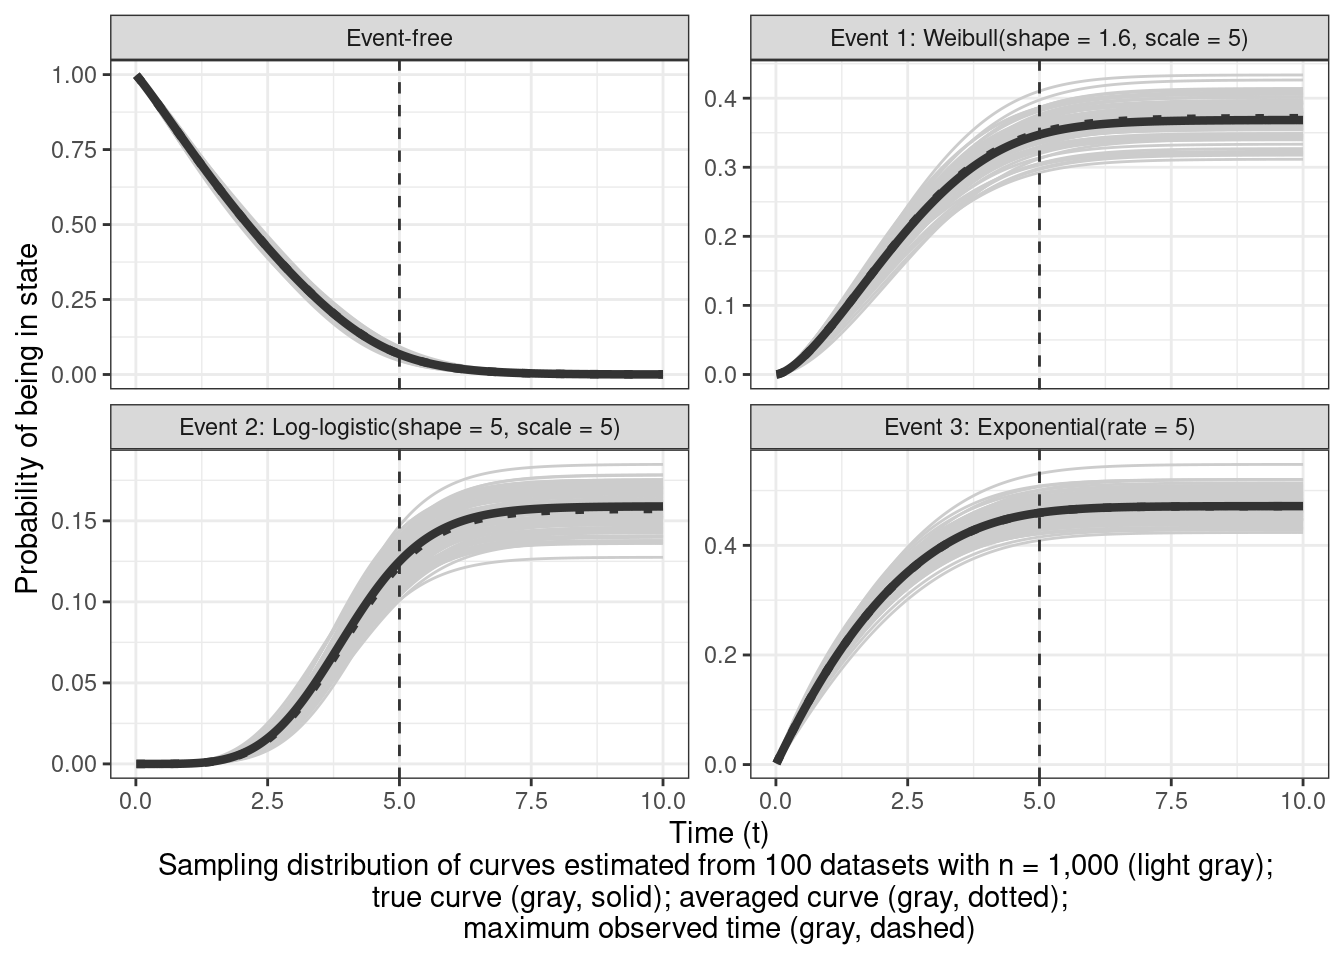 Event-free
Event 1: Weibull(shape = 1.6, scale = 5)
1.00
0.75
0.50
0.25
0.00
0.4
0.3
0.2
0.1
0.0
Probability of being in state
Event 2: Log-logistic(shape = 5, scale = 5)
Event 3: Exponential(rate = 5)
0.15
0.10
0.05
0.00
0.4
0.2
0.0
0.0 2.5 5.0 7.5 10.0
0.0 2.5 5.0 7.5 10.0
Time (t)
Sampling distribution of curves estimated from 100 datasets with n = 1,000 (light gray);
true curve (gray, solid); averaged curve (gray, dotted);
maximum observed time (gray, dashed)